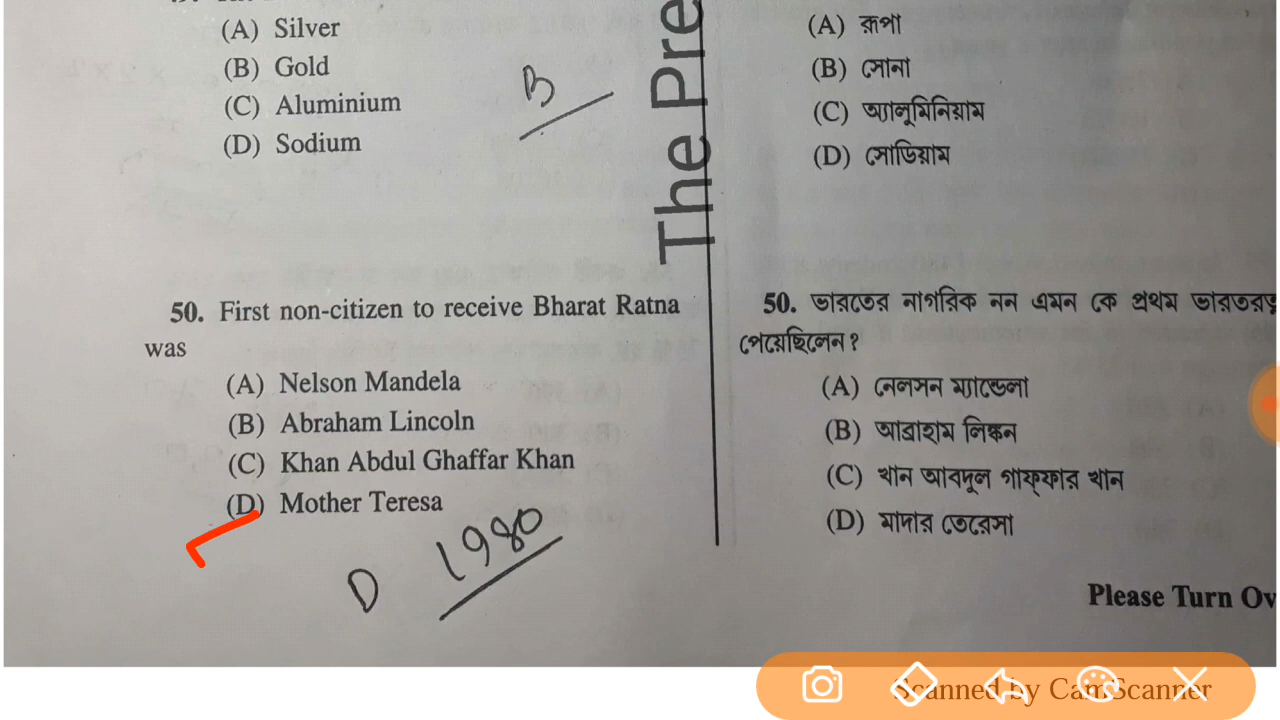 (A) Silver
(B) Gold
(C) Aluminium
(D) Sodium
B
The Pre
(A) রূপা
(B) সোনা
(C) অ্যালুমিনিয়াম
(D) সোডিয়াম
50. First non-citizen to receive Bharat Ratna
was
(A) Nelson Mandela
(B) Abraham Lincoln
(C) Khan Abdul Ghaffar Khan
(D) Mother Teresa
D 1980
50. ভারতের নাগরিক নন এমন কে প্রথম
পেয়েছিলেন?
(A) নেলসন ম্যান্ডেলা
(B) আব্রাহাম লিঙ্কন
(C) খান আবদুল গাফ্ফার খান
(D) মাদার তেরেসা
Please Turn Ov
Scanned by CamScanner